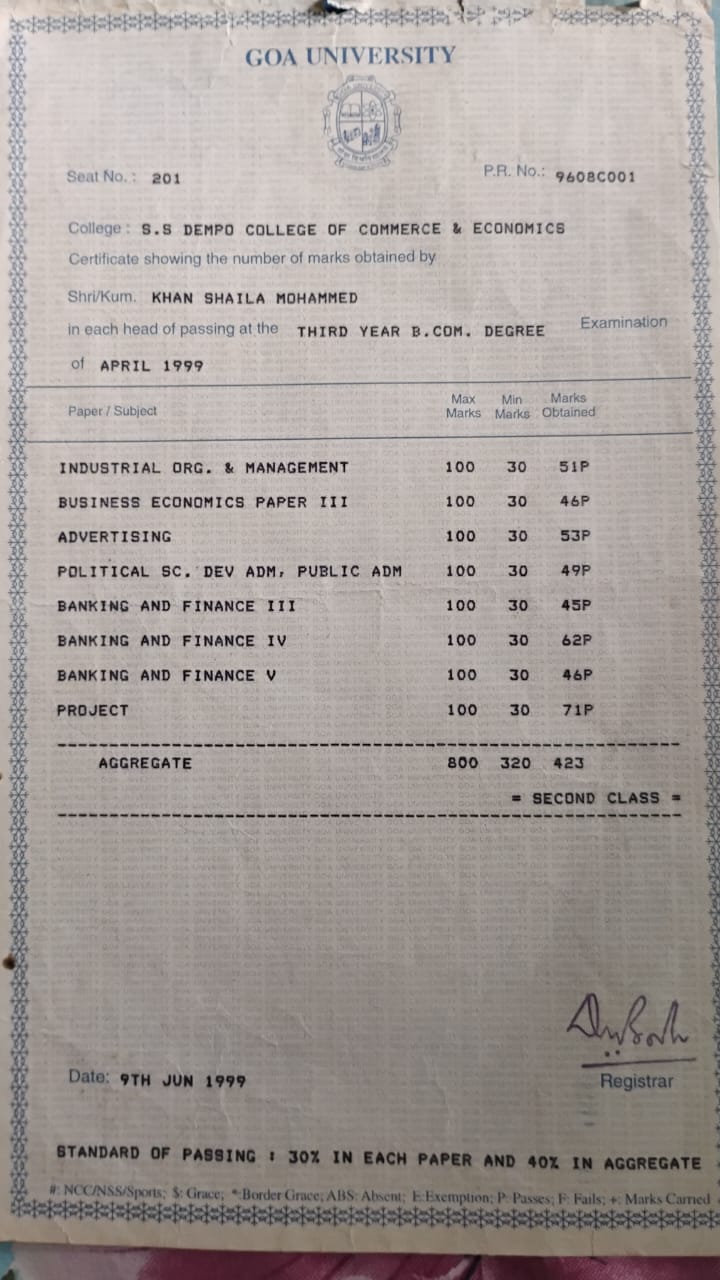 GOA UNIVERSITY
Seat No. : 201
P.R. No.: 9608C001
College : S.S DEMPO COLLEGE OF COMMERCE & ECONOMICS
Certificate showing the number of marks obtained by
Shri/Kum. KHAN SHAILA MOHAMMED
in each head of passing at the THIRD YEAR B.COM. DEGREE Examination
of APRIL 1999
Paper / Subject Max Marks Min Marks Marks Obtained
INDUSTRIAL ORG. & MANAGEMENT 100 30 51P
BUSINESS ECONOMICS PAPER III 100 30 46P
ADVERTISING 100 30 53P
POLITICAL SC. DEV ADM, PUBLIC ADM 100 30 49P
BANKING AND FINANCE III 100 30 45P
BANKING AND FINANCE IV 100 30 62P
BANKING AND FINANCE V 100 30 46P
PROJECT 100 30 71P
AGGREGATE 800 320 423
= SECOND CLASS =
Date: 9TH JUN 1999
Registrar
STANDARD OF PASSING : 30% IN EACH PAPER AND 40% IN AGGREGATE
#: NCC/NSS/Sports; $: Grace; *:Border Grace; ABS: Absent; E:Exemption; P: Passes; F: Fails; +: Marks Carried